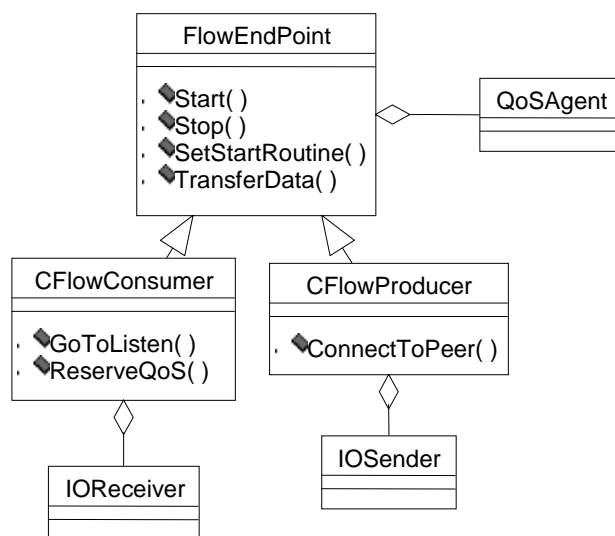 FlowEndPoint
Start( )
Stop( )
SetStartRoutine( )
TransferData( )
QoSAgent
CFlowConsumer
GoToListen( )
ReserveQoS( )
CFlowProducer
ConnectToPeer( )
IOReceiver
IOSender